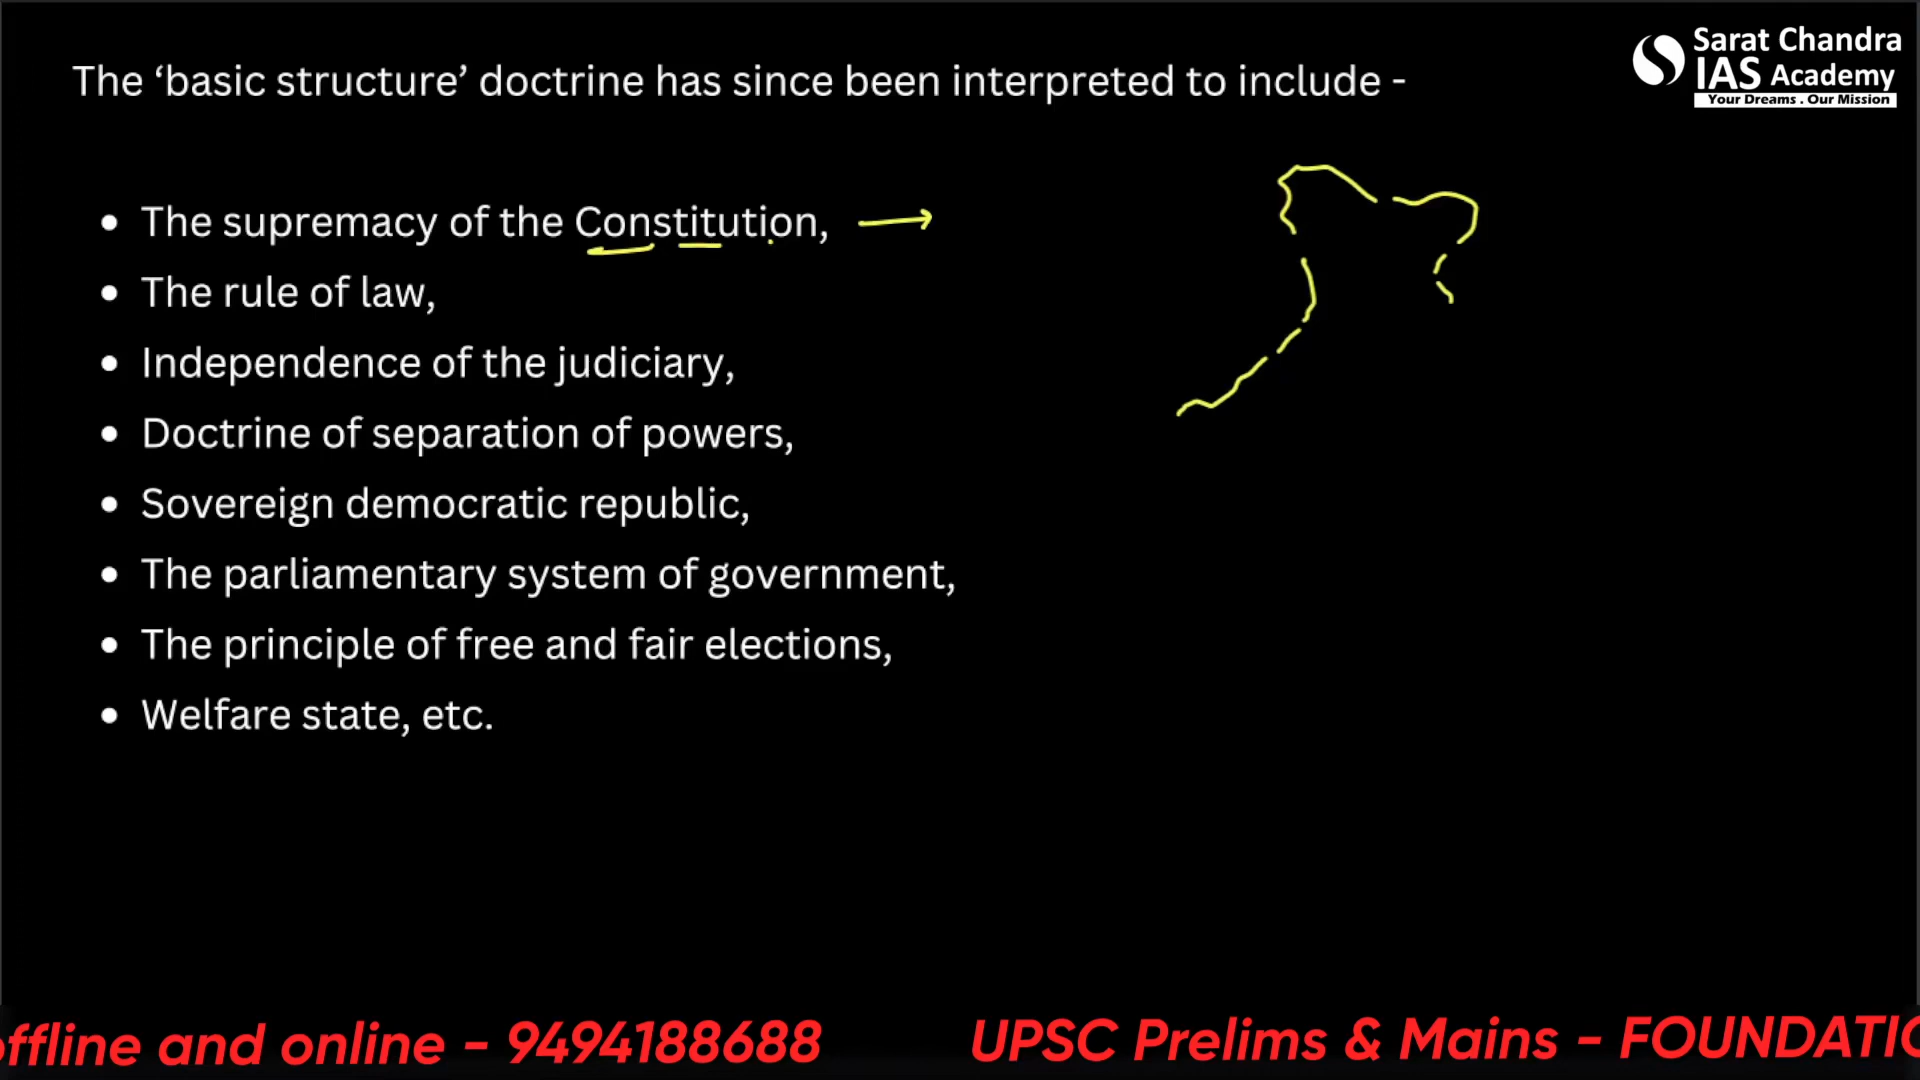 Sarat Chandra
IAS Academy
Your Dreams . Our Mission
The ‘basic structure’ doctrine has since been interpreted to include -
• The supremacy of the Constitution,
• The rule of law,
• Independence of the judiciary,
• Doctrine of separation of powers,
• Sovereign democratic republic,
• The parliamentary system of government,
• The principle of free and fair elections,
• Welfare state, etc.
offline and online - 9494188688 UPSC Prelims & Mains - FOUNDATIO